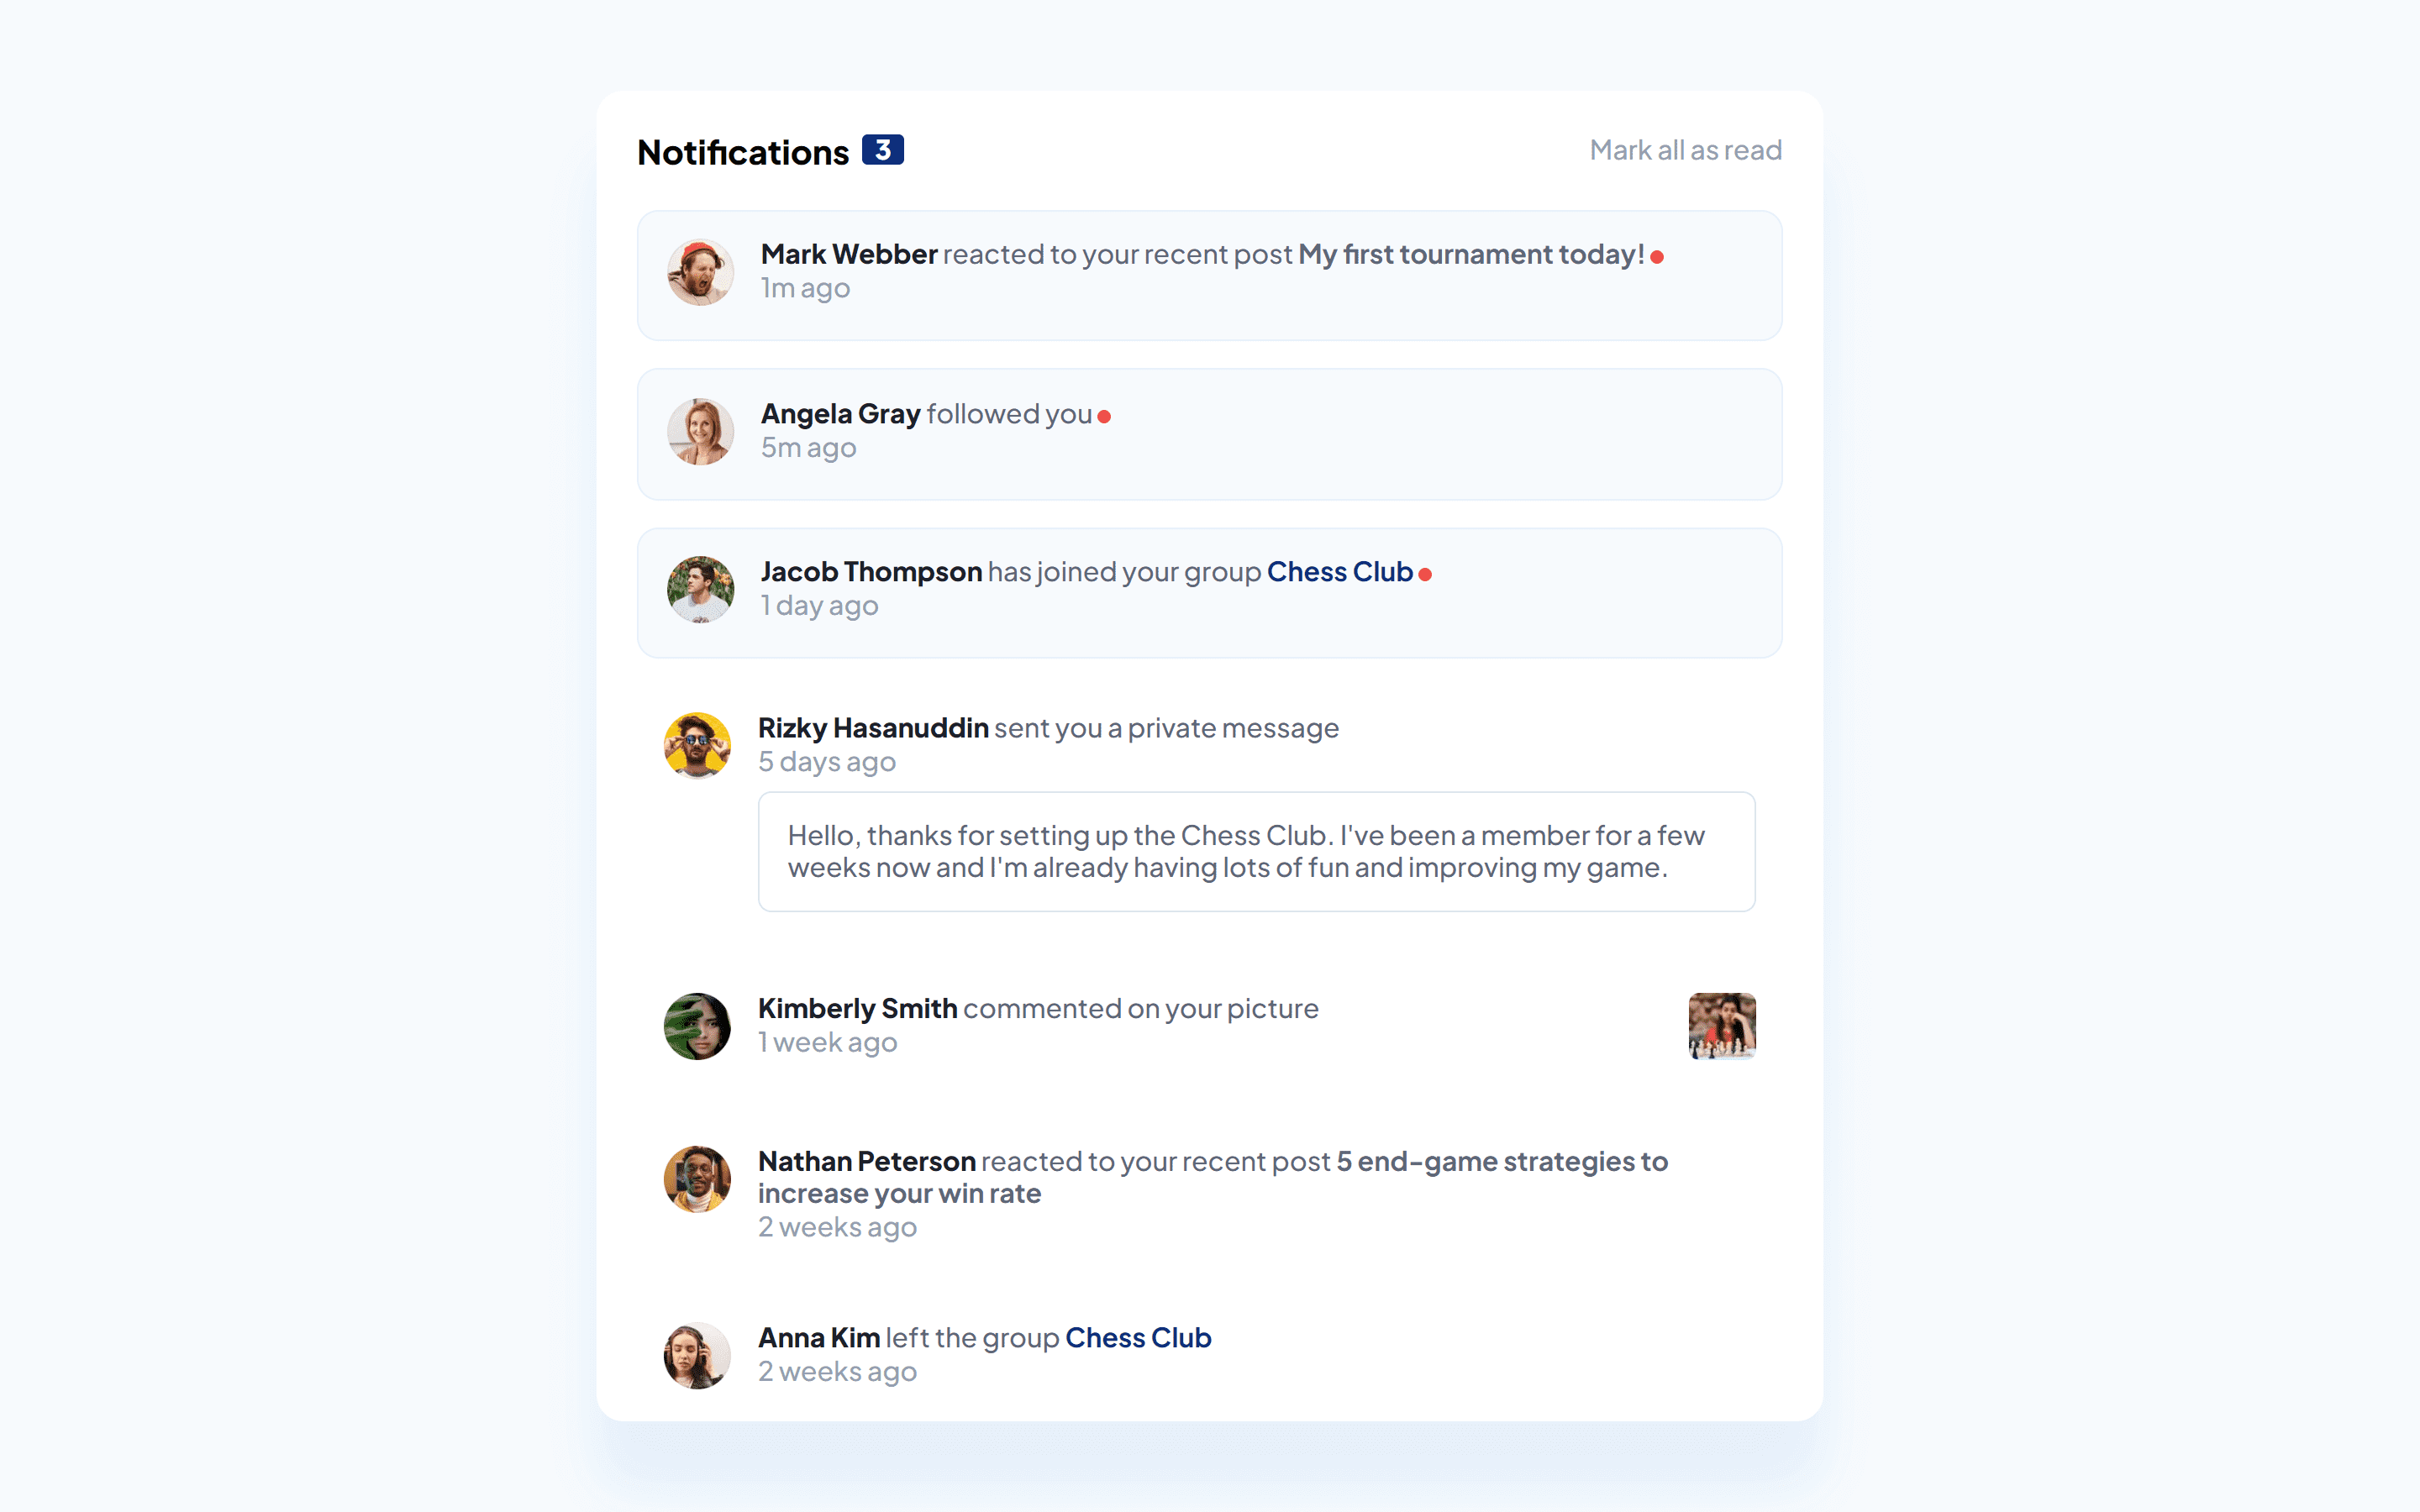 Notifications 3
Mark all as read
Mark Webber reacted to your recent post My first tournament today!
1m ago
Angela Gray followed you
5m ago
Jacob Thompson has joined your group Chess Club
1 day ago
Rizky Hasanuddin sent you a private message
5 days ago
Hello, thanks for setting up the Chess Club. I've been a member for a few
weeks now and I'm already having lots of fun and improving my game.
Kimberly Smith commented on your picture
1 week ago
Nathan Peterson reacted to your recent post 5 end-game strategies to
increase your win rate
2 weeks ago
Anna Kim left the group Chess Club
2 weeks ago